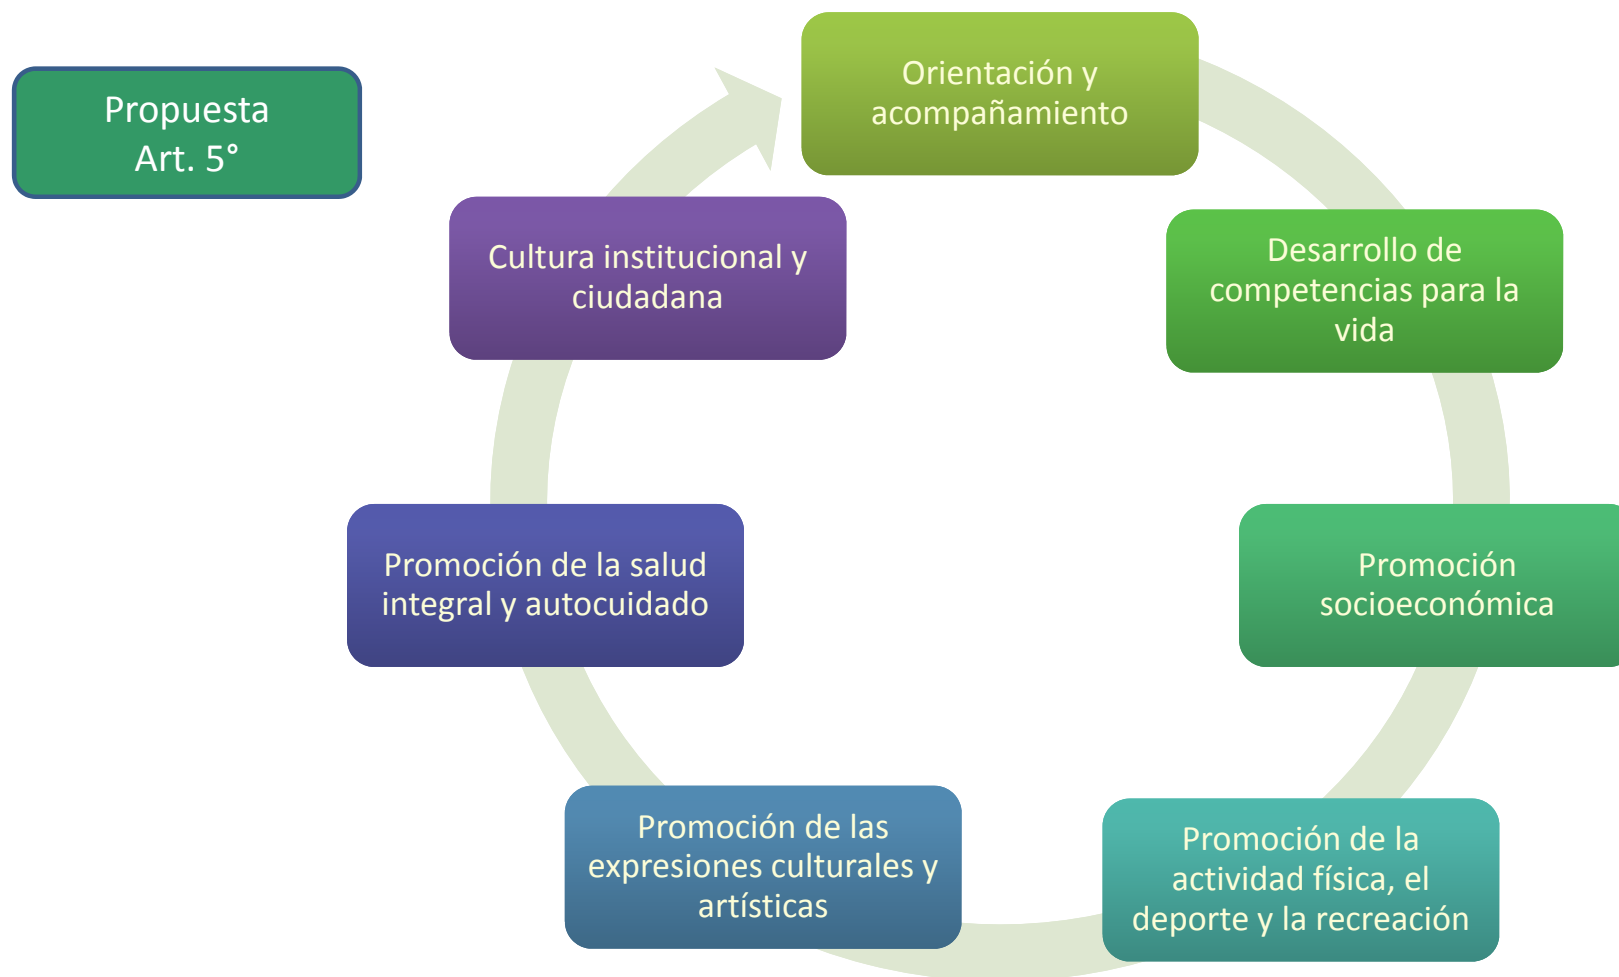 Propuesta
Art. 5°
Orientación y
acompañamiento
Desarrollo de
competencias para la
vida
Promoción
socioeconómica
Promoción de la
actividad física, el
deporte y la recreación
Promoción de las
expresiones culturales y
artísticas
Promoción de la salud
integral y autocuidado
Cultura institucional y
ciudadana